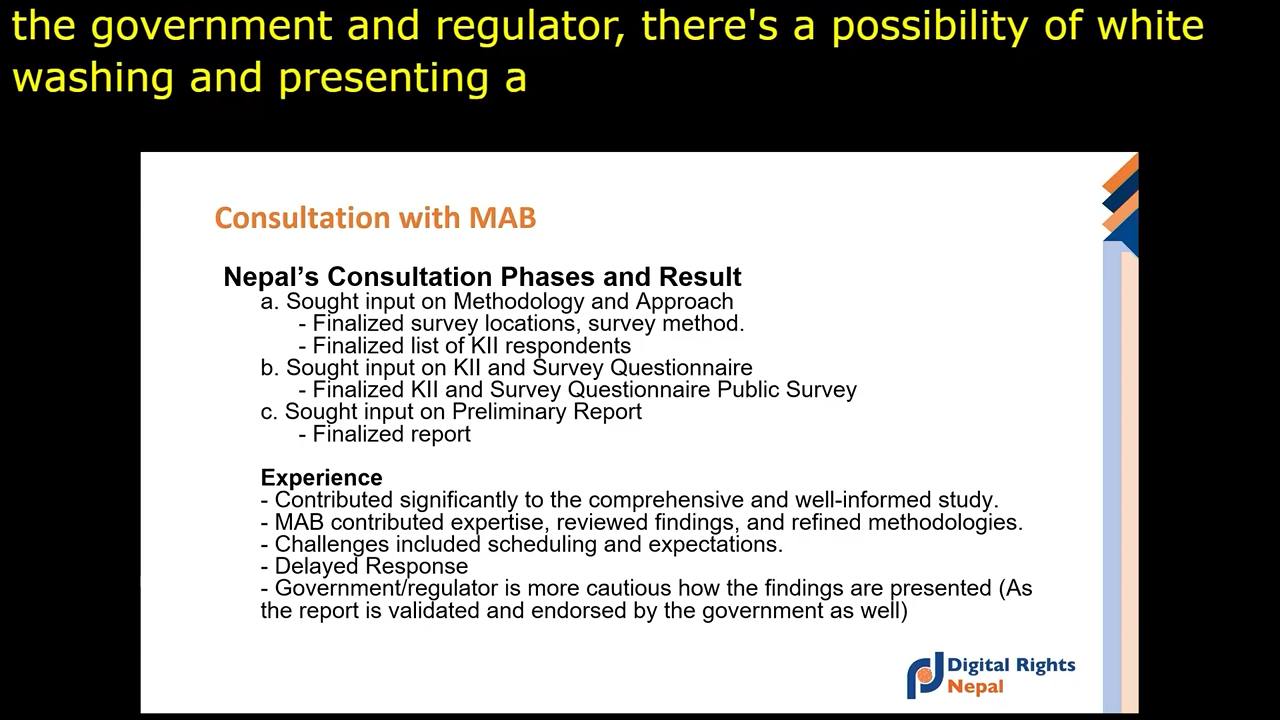 the government and regulator, there's a possibility of white
washing and presenting a
Consultation with MAB
Nepal's Consultation Phases and Result
a. Sought input on Methodology and Approach
- Finalized survey locations, survey method.
- Finalized list of KII respondents
b. Sought input on KII and Survey Questionnaire
- Finalized KII and Survey Questionnaire Public Survey
c. Sought input on Preliminary Report
- Finalized report
Experience
- Contributed significantly to the comprehensive and well-informed study.
- MAB contributed expertise, reviewed findings, and refined methodologies.
- Challenges included scheduling and expectations.
- Delayed Response
- Government/regulator is more cautious how the findings are presented (As
the report is validated and endorsed by the government as well)
Digital Rights
Nepal